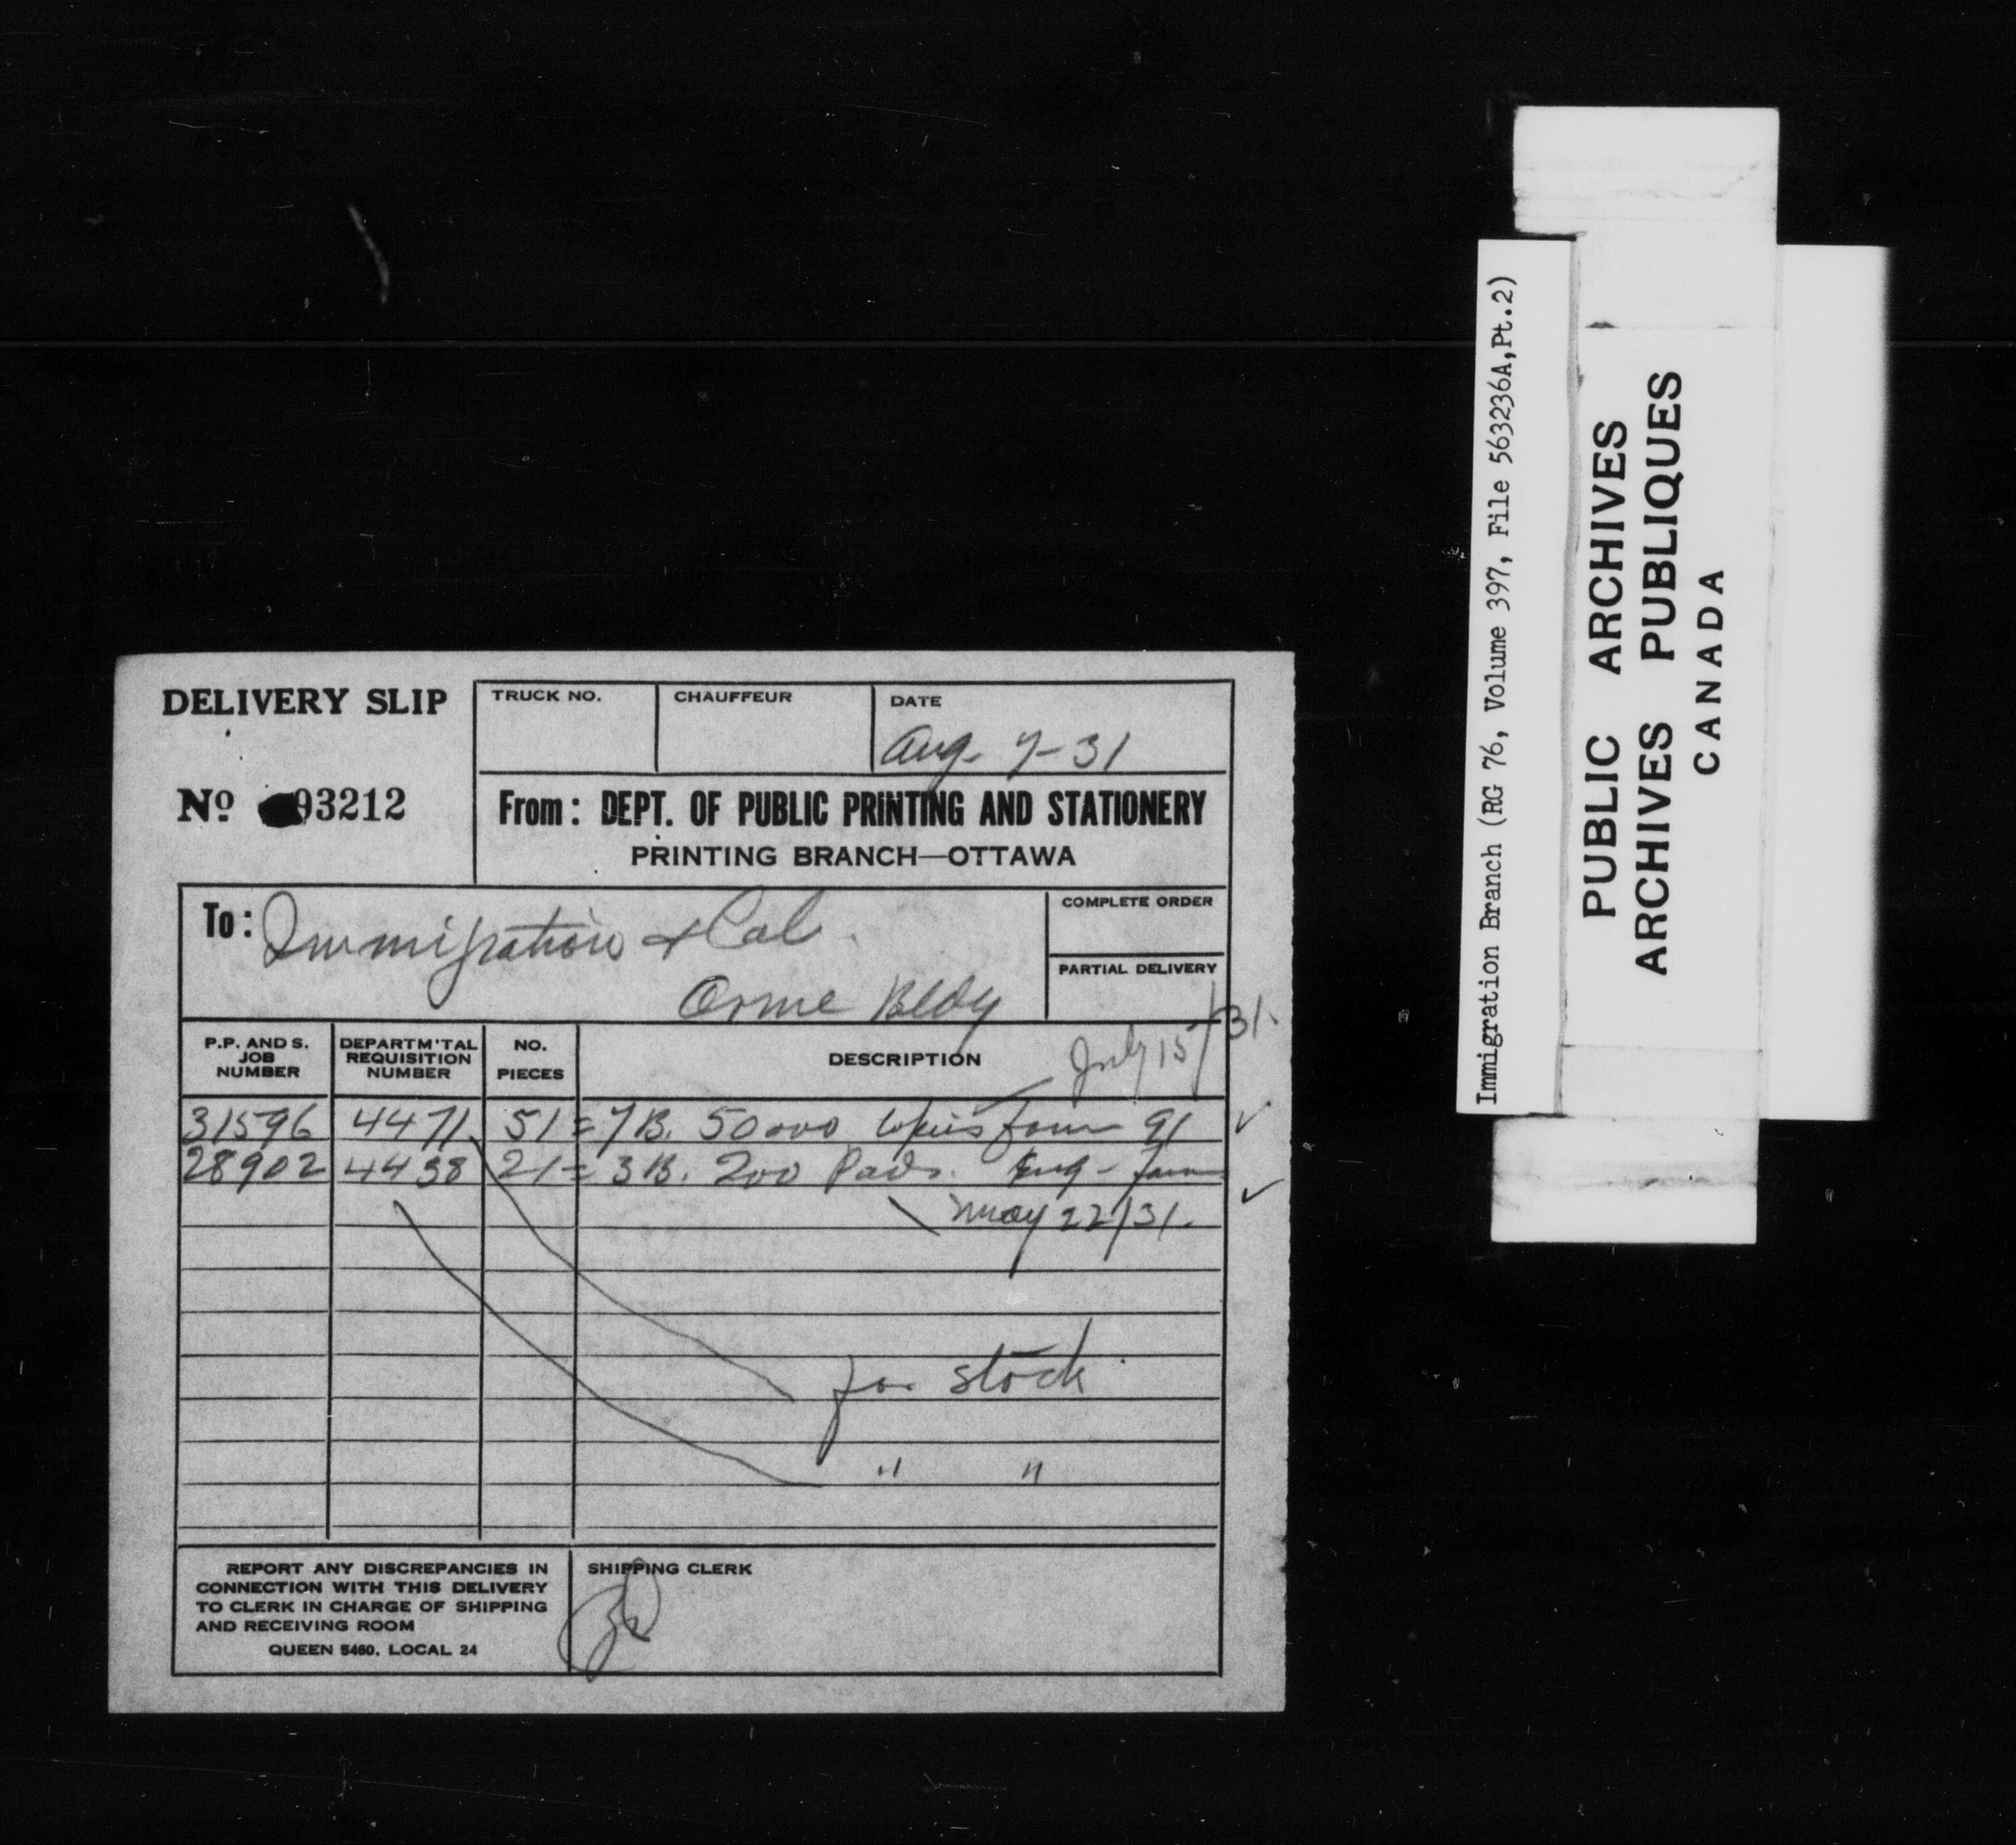 DELIVERY SLIP
No 93212
TRUCK NO.
CHAUFFEUR
DATE
Aug. 7-31
From: DEPT. OF PUBLIC PRINTING AND STATIONERY
PRINTING BRANCH—OTTAWA
To: Immigration & Col.
Orme Bldg
COMPLETE ORDER
PARTIAL DELIVERY
P.P. AND S. JOB NUMBER
DEPARTM'TAL REQUISITION NUMBER
NO. PIECES
DESCRIPTION
July 15/31.
31596 4471 51 = 7 B. 50000 Copies form 91 ✓
28902 4438 21 = 3 B. 200 Pads. Eng - Form ✓
May 22/31.
for stock
" "
REPORT ANY DISCREPANCIES IN
CONNECTION WITH THIS DELIVERY
TO CLERK IN CHARGE OF SHIPPING
AND RECEIVING ROOM
QUEEN 5460, LOCAL 24
SHIPPING CLERK
Immigration Branch (RG 76, Volume 397, File 563236A,Pt.2)
PUBLIC ARCHIVES
ARCHIVES PUBLIQUES
CANADA